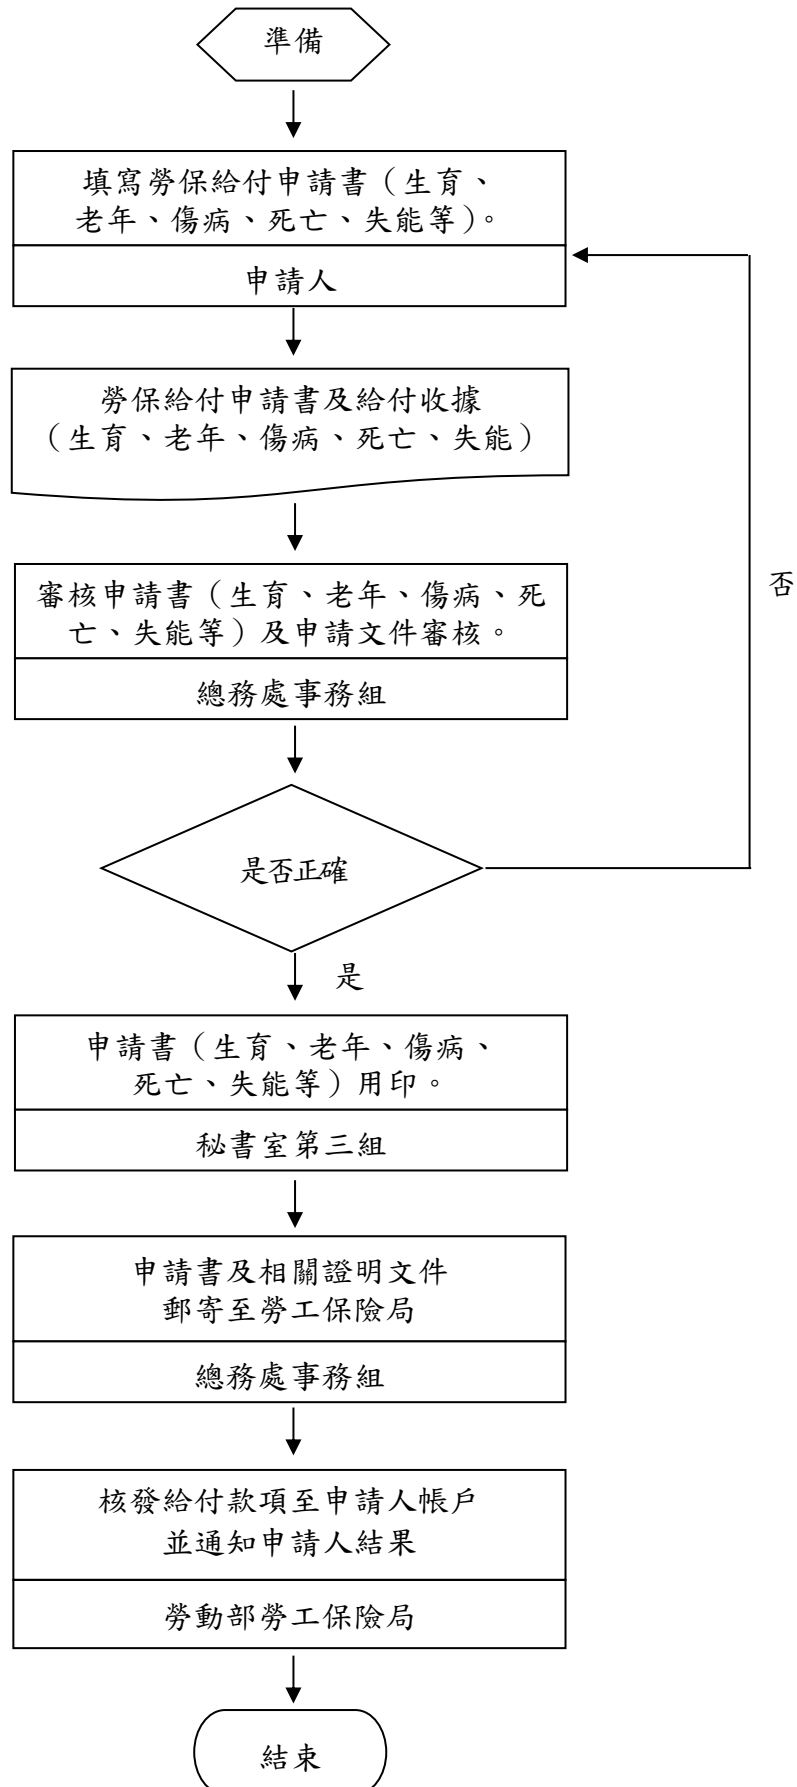 準備
填寫勞保給付申請書（生育、
老年、傷病、死亡、失能等）。
申請人
勞保給付申請書及給付收據
（生育、老年、傷病、死亡、失能）
審核申請書（生育、老年、傷病、死
亡、失能等）及申請文件審核。
總務處事務組
否
是否正確
是
申請書（生育、老年、傷病、
死亡、失能等）用印。
秘書室第三組
申請書及相關證明文件
郵寄至勞工保險局
總務處事務組
核發給付款項至申請人帳戶
並通知申請人結果
勞動部勞工保險局
結束